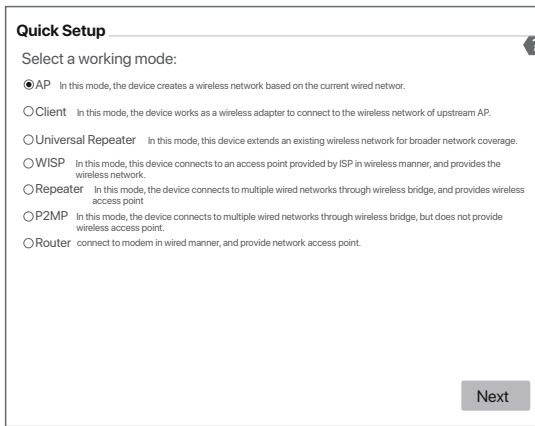 Quick Setup
Select a working mode:
AP In this mode, the device creates a wireless network based on the current wired networ.
Client In this mode, the device works as a wireless adapter to connect to the wireless network of upstream AP.
Universal Repeater In this mode, this device extends an existing wireless network for broader network coverage.
WISP In this mode, this device connects to an access point provided by ISP in wireless manner, and provides the
wireless network.
Repeater In this mode, the device connects to multiple wired networks through wireless bridge, and provides wireless
access point
P2MP In this mode, the device connects to multiple wired networks through wireless bridge, but does not provide
wireless access point.
Router connect to modem in wired manner, and provide network access point.
Next